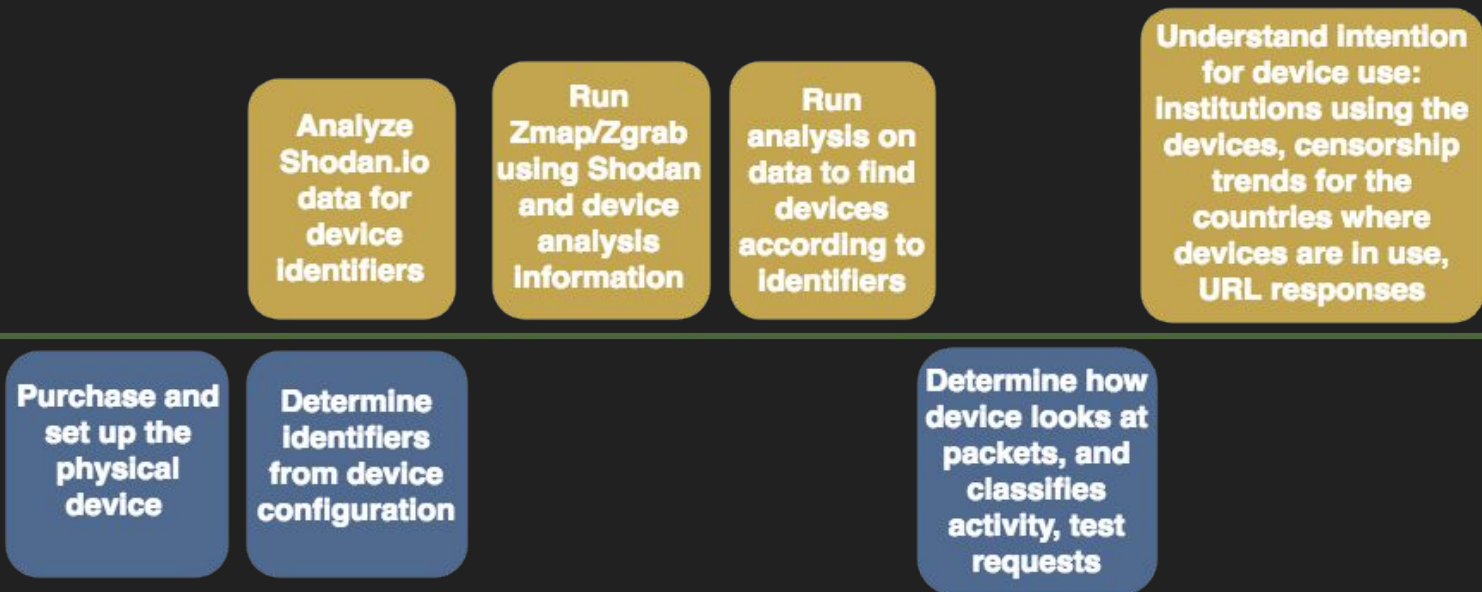 Analyze
Shodan.io
data for
device
identifiers
Run
Zmap/Zgrab
using Shodan
and device
analysis
information
Run
analysis on
data to find
devices
according to
identifiers
Understand intention
for device use:
institutions using the
devices, censorship
trends for the
countries where
devices are in use,
URL responses
Purchase and
set up the
physical
device
Determine
identifiers
from device
configuration
Determine how
device looks at
packets, and
classifies
activity, test
requests